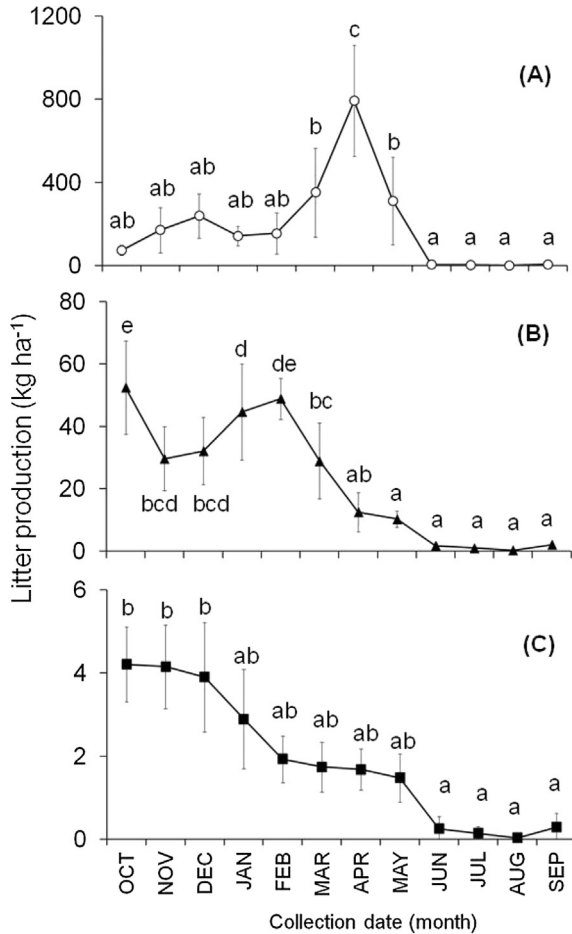 1200
800
400
0
ab
ab
ab
ab
ab
b
c
b
a
a
a
a
(A)
80
60
40
20
0
e
bcd
bcd
d
de
bc
ab
a
a
a
a
a
(B)
6
4
2
0
b
b
b
ab
ab
ab
ab
ab
a
a
a
a
(C)
Litter production (kg ha⁻¹)
OCT
NOV
DEC
JAN
FEB
MAR
APR
MAY
JUN
JUL
AUG
SEP
Collection date (month)